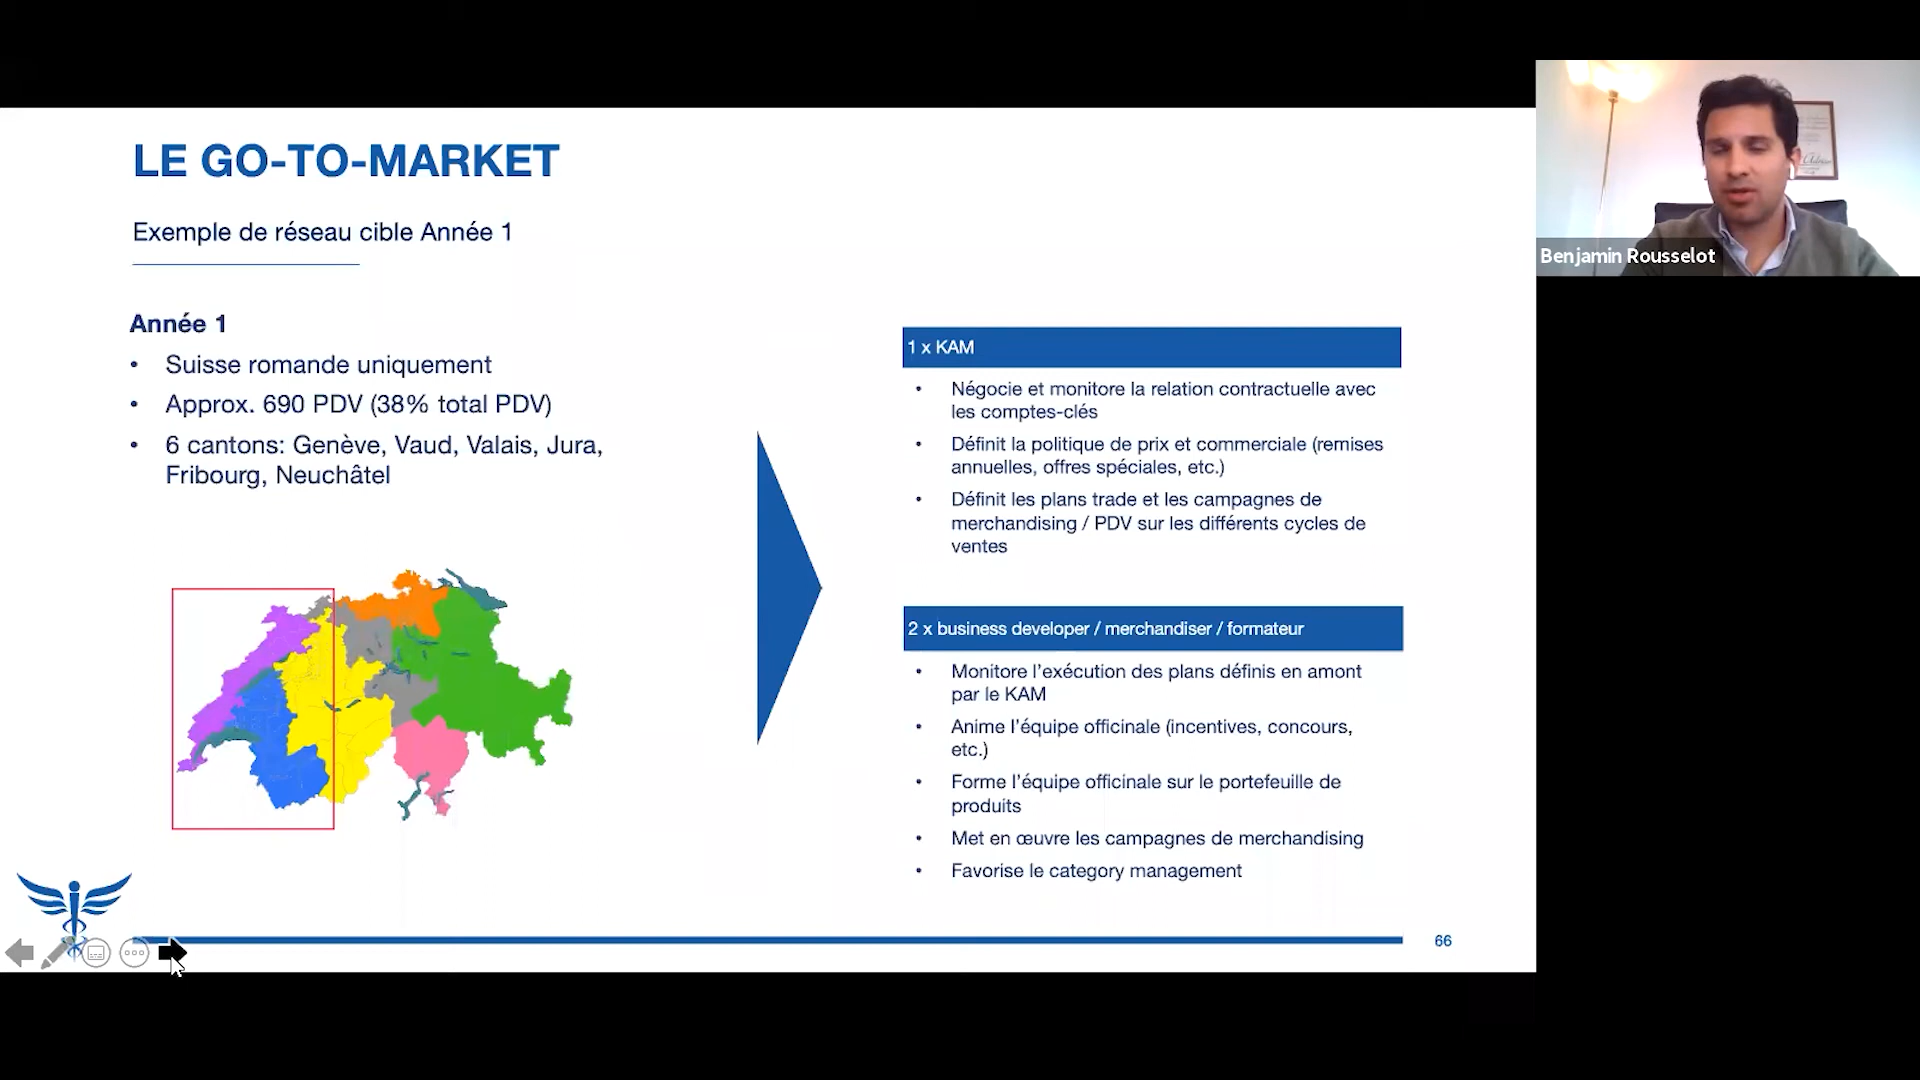 LE GO-TO-MARKET
Exemple de réseau cible Année 1
Année 1
• Suisse romande uniquement
• Approx. 690 PDV (38% total PDV)
• 6 cantons: Genève, Vaud, Valais, Jura,
Fribourg, Neuchâtel
1 x KAM
• Négocie et monitore la relation contractuelle avec
les comptes-clés
• Définit la politique de prix et commerciale (remises
annuelles, offres spéciales, etc.)
• Définit les plans trade et les campagnes de
merchandising / PDV sur les différents cycles de
ventes
2 x business developer / merchandiser / formateur
• Monitore l'exécution des plans définis en amont
par le KAM
• Anime l'équipe officinale (incentives, concours,
etc.)
• Forme l'équipe officinale sur le portefeuille de
produits
• Met en œuvre les campagnes de merchandising
• Favorise le category management
66
Benjamin Rousselot